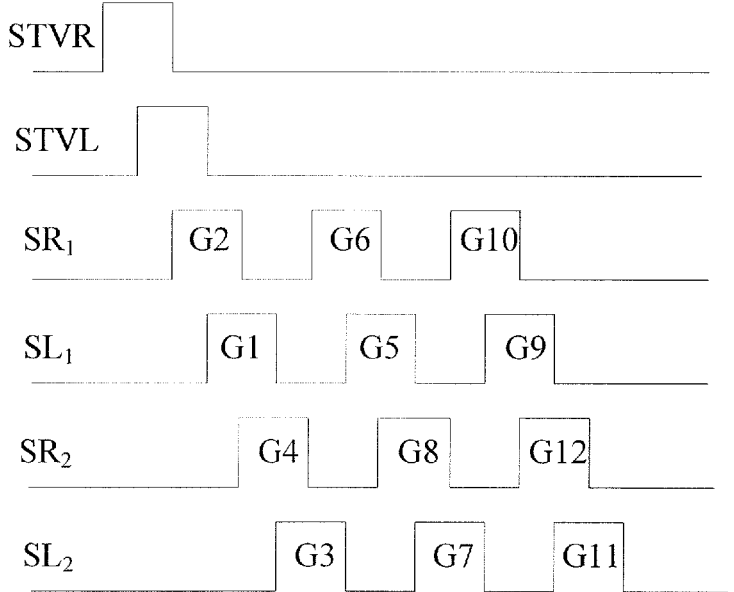 STVR
STVL
SR₁ G2 G6 G10
SL₁ G1 G5 G9
SR₂ G4 G8 G12
SL₂ G3 G7 G11